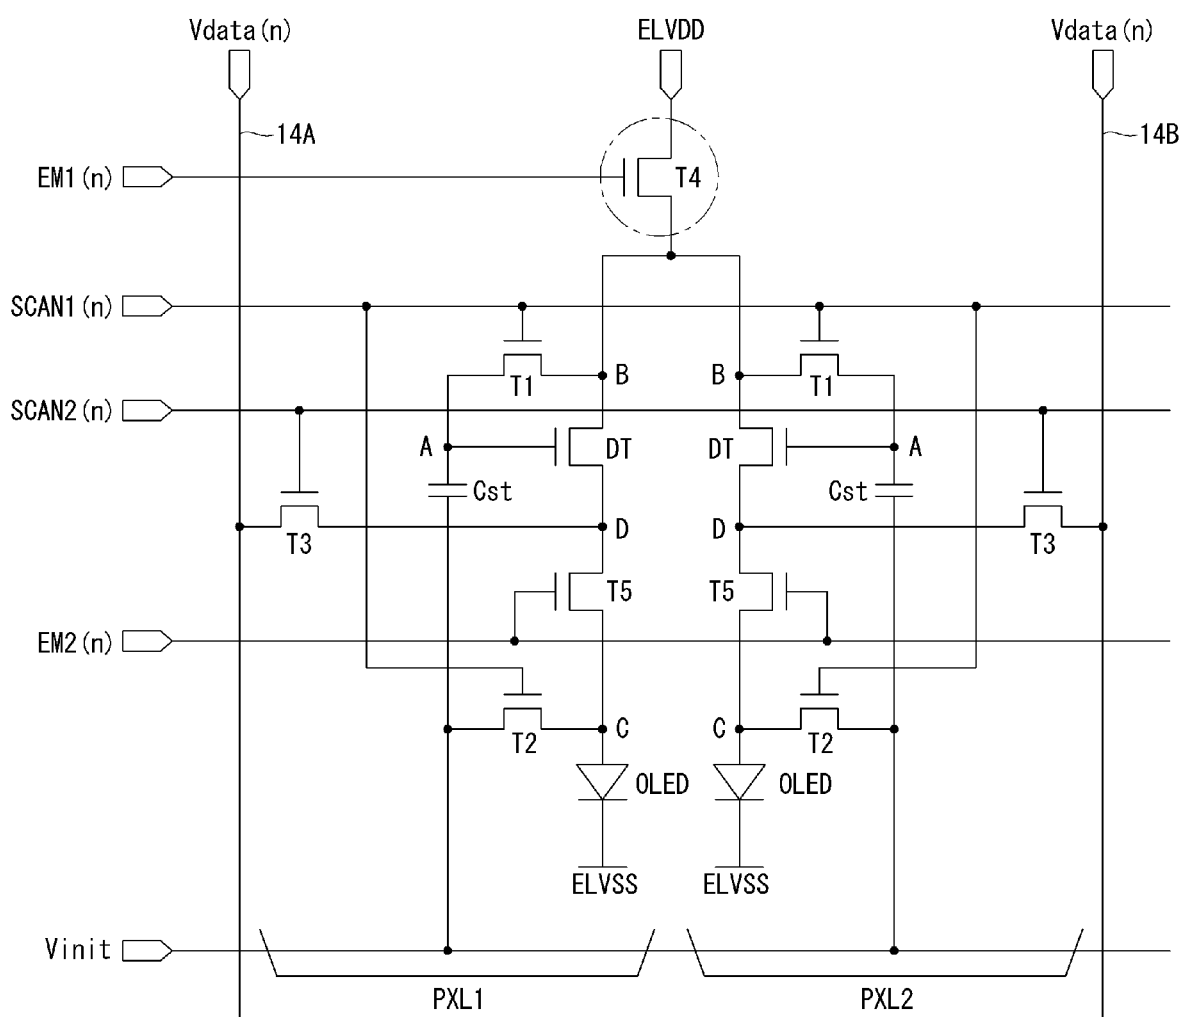 Vdata(n) ELVDD Vdata(n)
14A 14B
EM1(n) T4
SCAN1(n)
T1 B B T1
SCAN2(n)
A DT DT A
Cst Cst
T3 D D T3
T5 T5
EM2(n)
T2 C C T2
OLED OLED
ELVSS ELVSS
Vinit
PXL1 PXL2